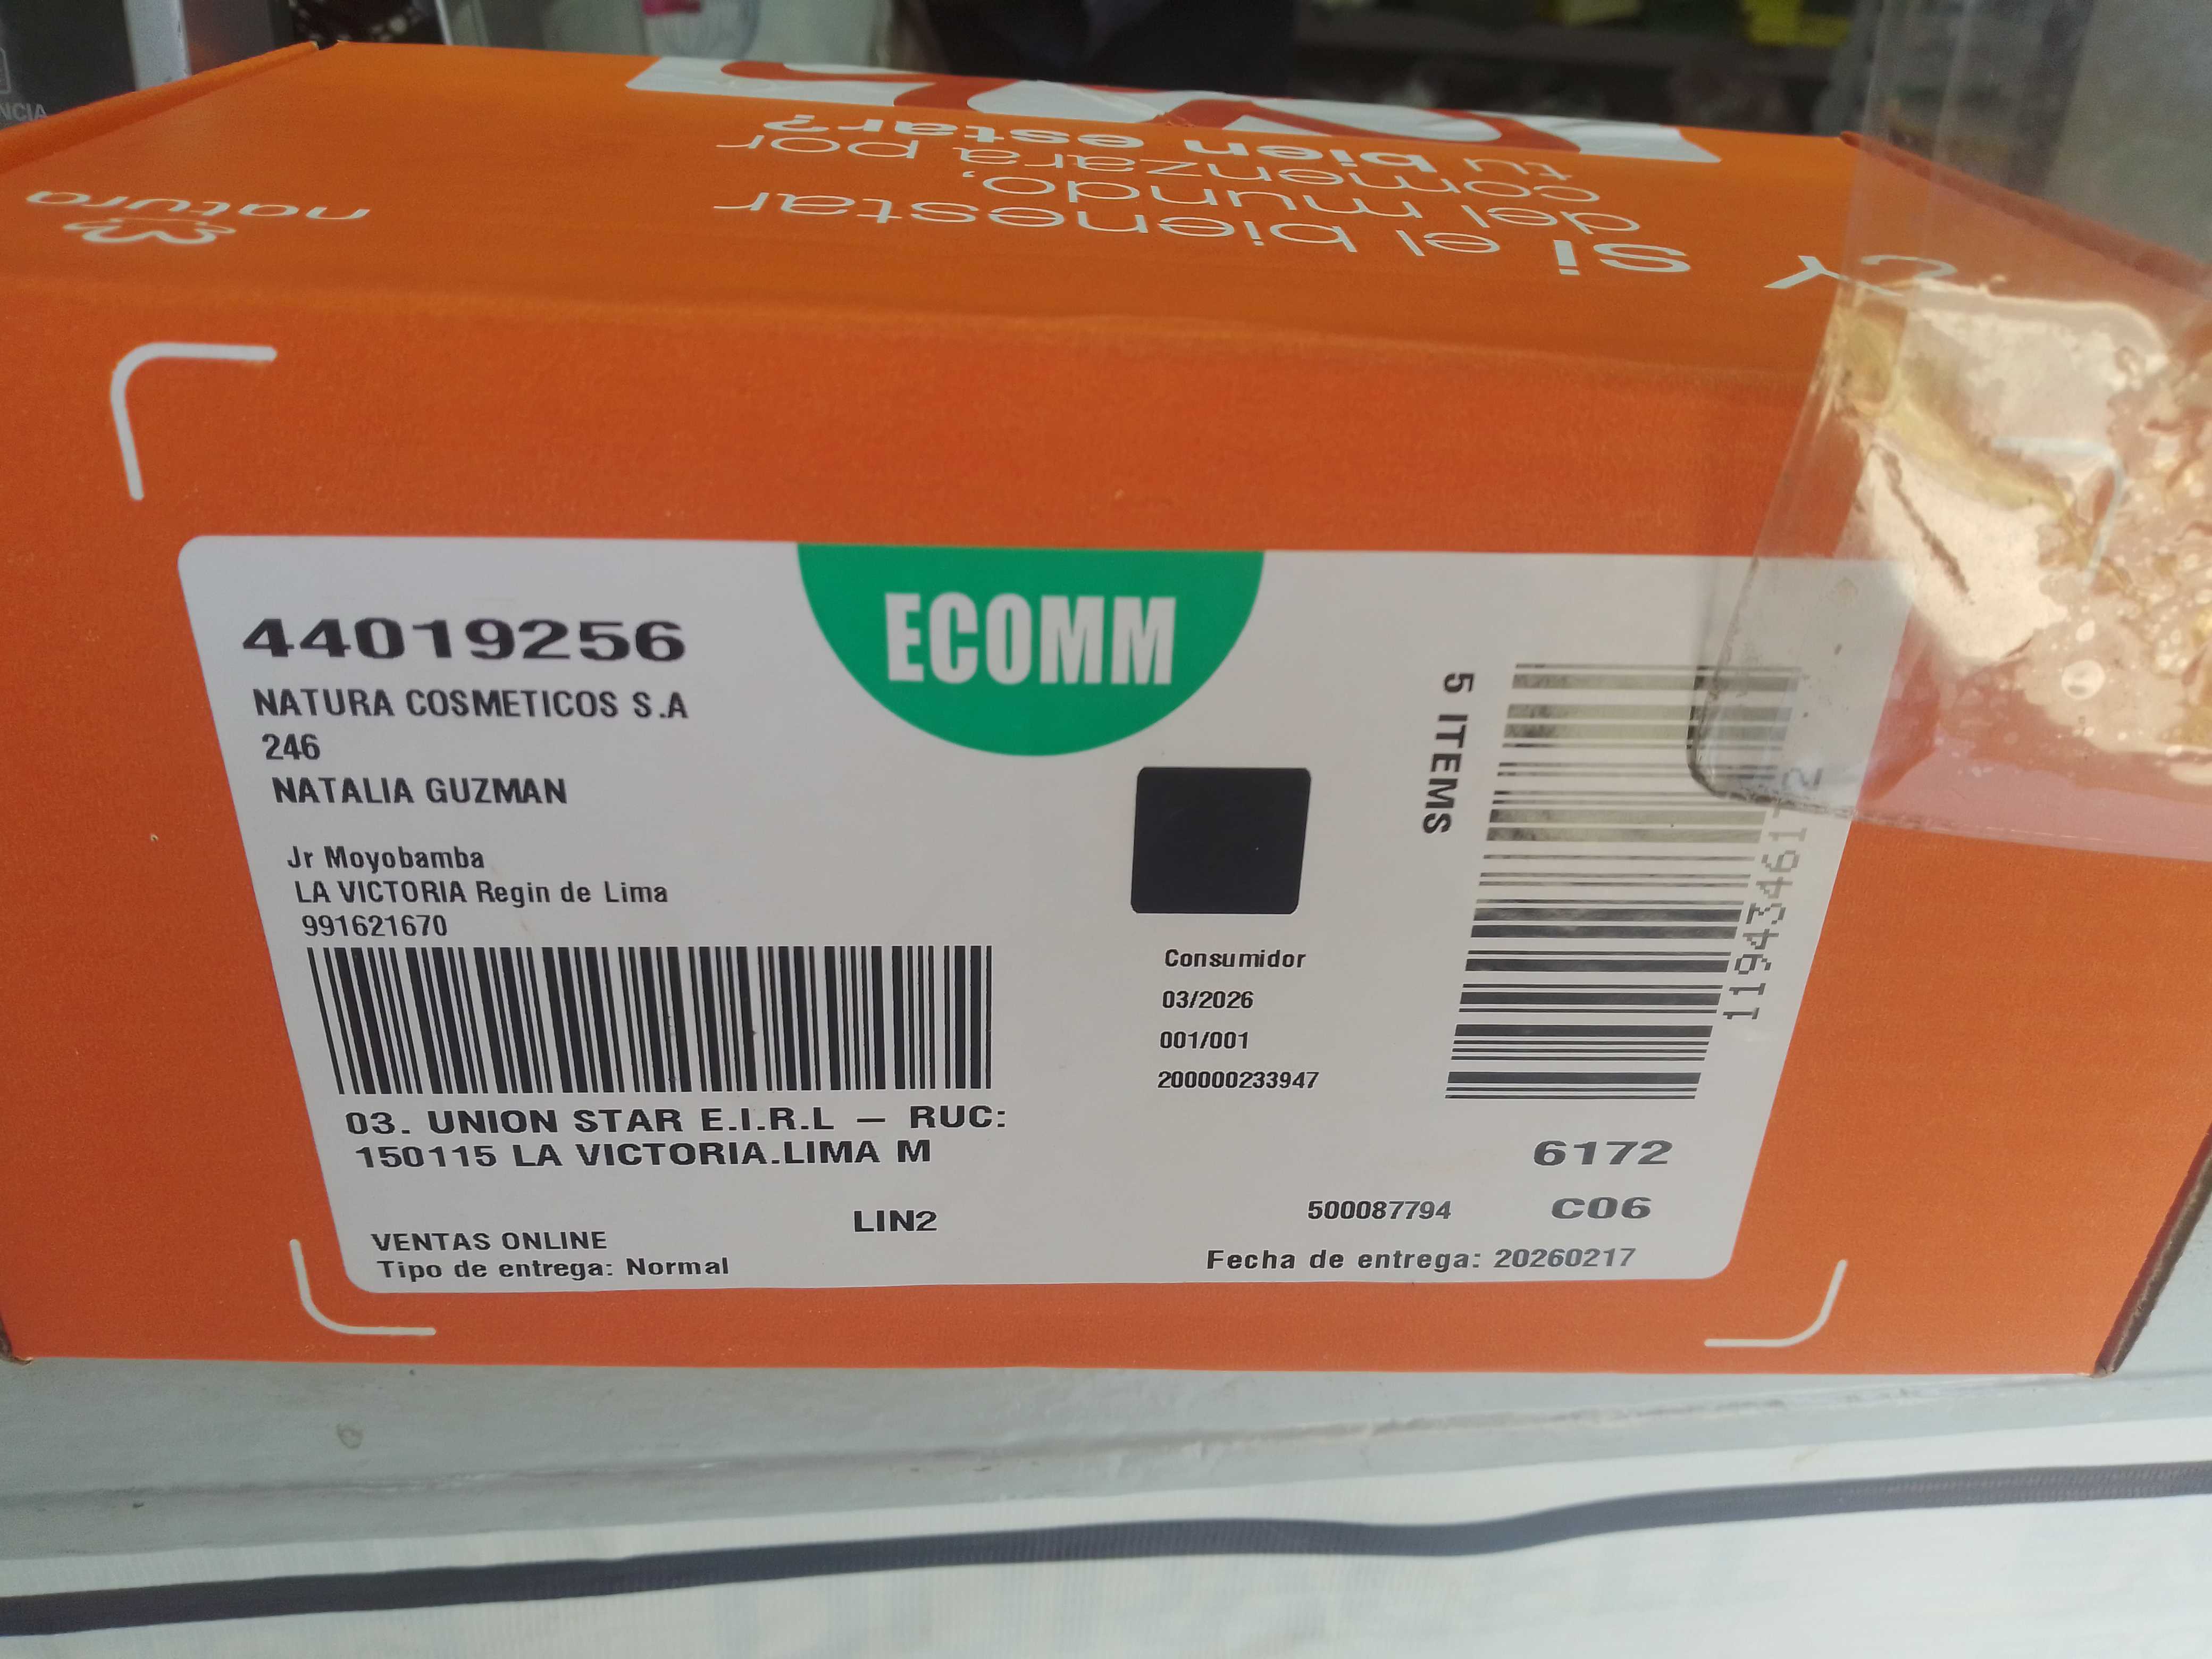 NCIA
natura
Y
Si el bienestar
del mundo,
comenzara por
tu bien estar?
ECOMM
44019256
NATURA COSMETICOS S.A
246
NATALIA GUZMAN
Jr Moyobamba
LA VICTORIA Regin de Lima
991621670
03. UNION STAR E.I.R.L – RUC:
150115 LA VICTORIA.LIMA M
VENTAS ONLINE
Tipo de entrega: Normal
LIN2
Consumidor
03/2026
001/001
200000233947
5 ITEMS
6172
500087794 C06
Fecha de entrega: 20260217